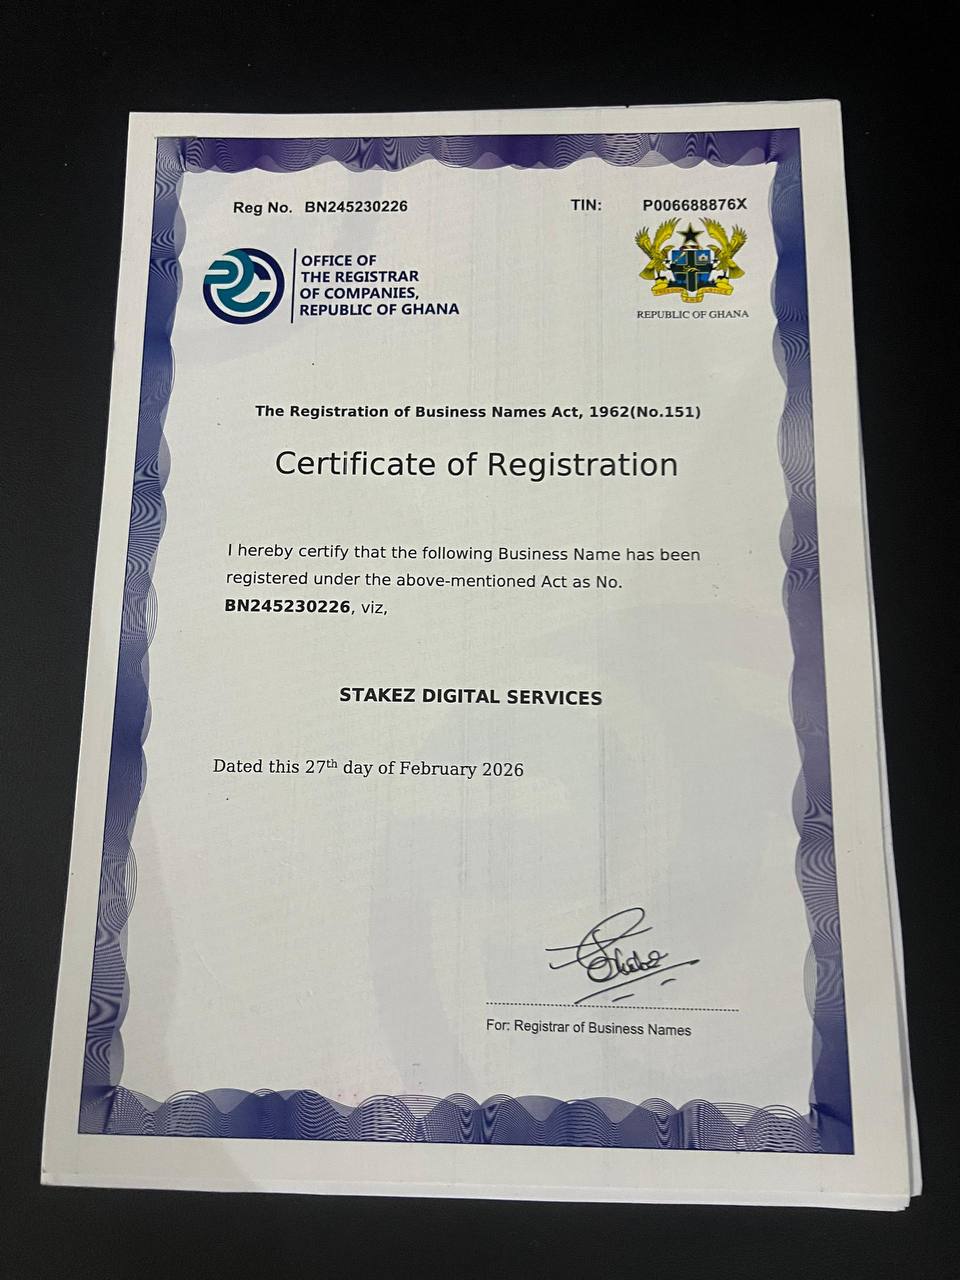 Reg No. BN245230226
TIN: P006688876X
OFFICE OF
THE REGISTRAR
OF COMPANIES,
REPUBLIC OF GHANA
REPUBLIC OF GHANA
The Registration of Business Names Act, 1962(No.151)
Certificate of Registration
I hereby certify that the following Business Name has been
registered under the above-mentioned Act as No.
BN245230226, viz,
STAKEZ DIGITAL SERVICES
Dated this 27th day of February 2026
For: Registrar of Business Names